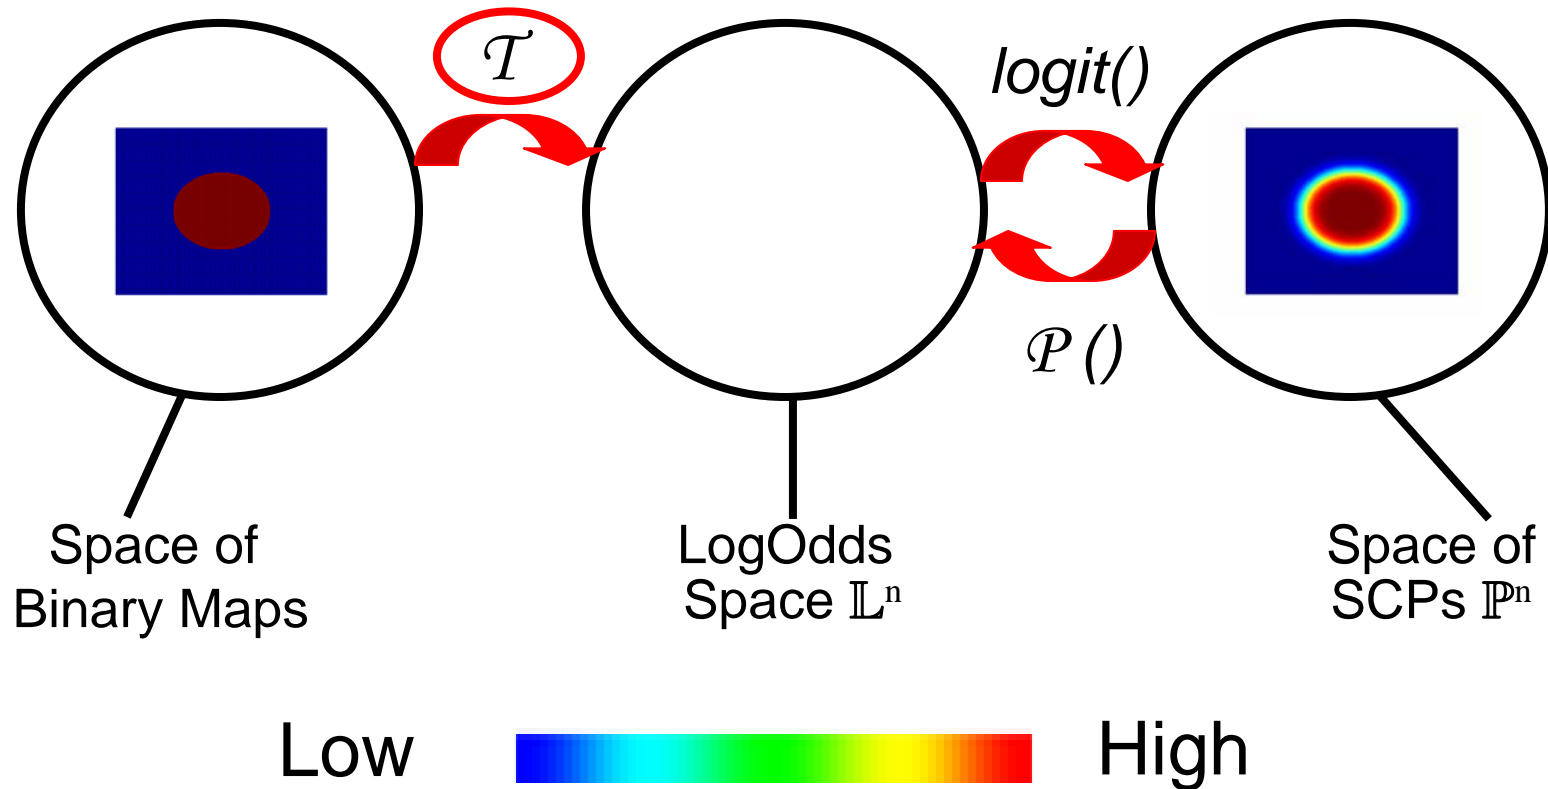 𝒯
logit()
𝒫 ()
Space of
Binary Maps
LogOdds
Space 𝕃ⁿ
Space of
SCPs ℙⁿ
Low
High